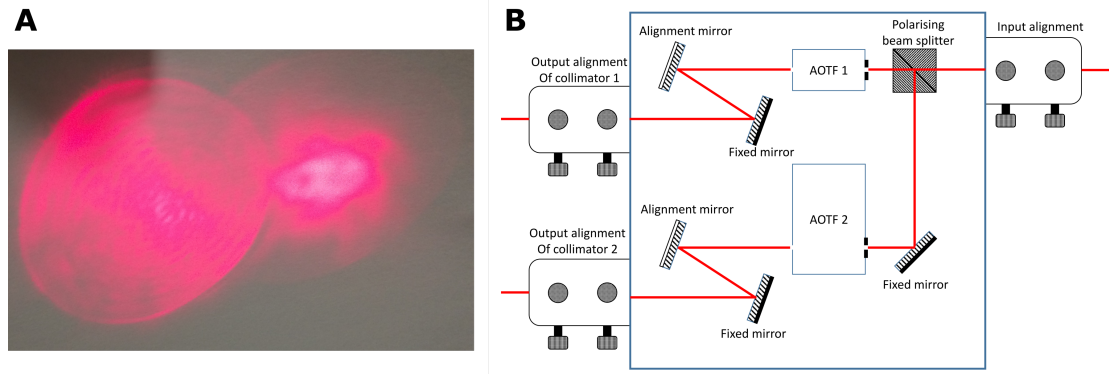 A
B
Alignment mirror
Polarising
beam splitter
Input alignment
Output alignment
Of collimator 1
AOTF 1
Fixed mirror
Alignment mirror
Output alignment
Of collimator 2
AOTF 2
Fixed mirror
Fixed mirror